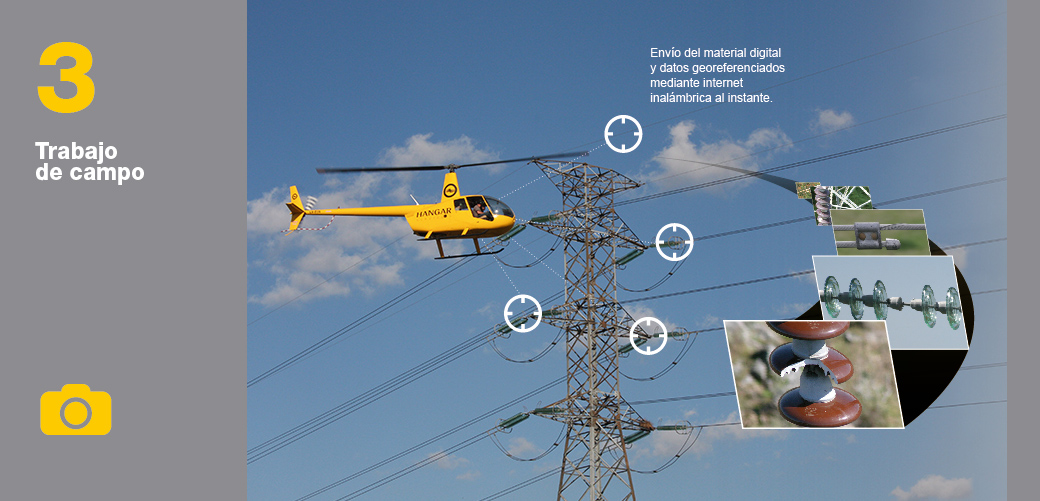 3
Trabajo
de campo
Envío del material digital
y datos georeferenciados
mediante internet
inalámbrica al instante.
HANGAR